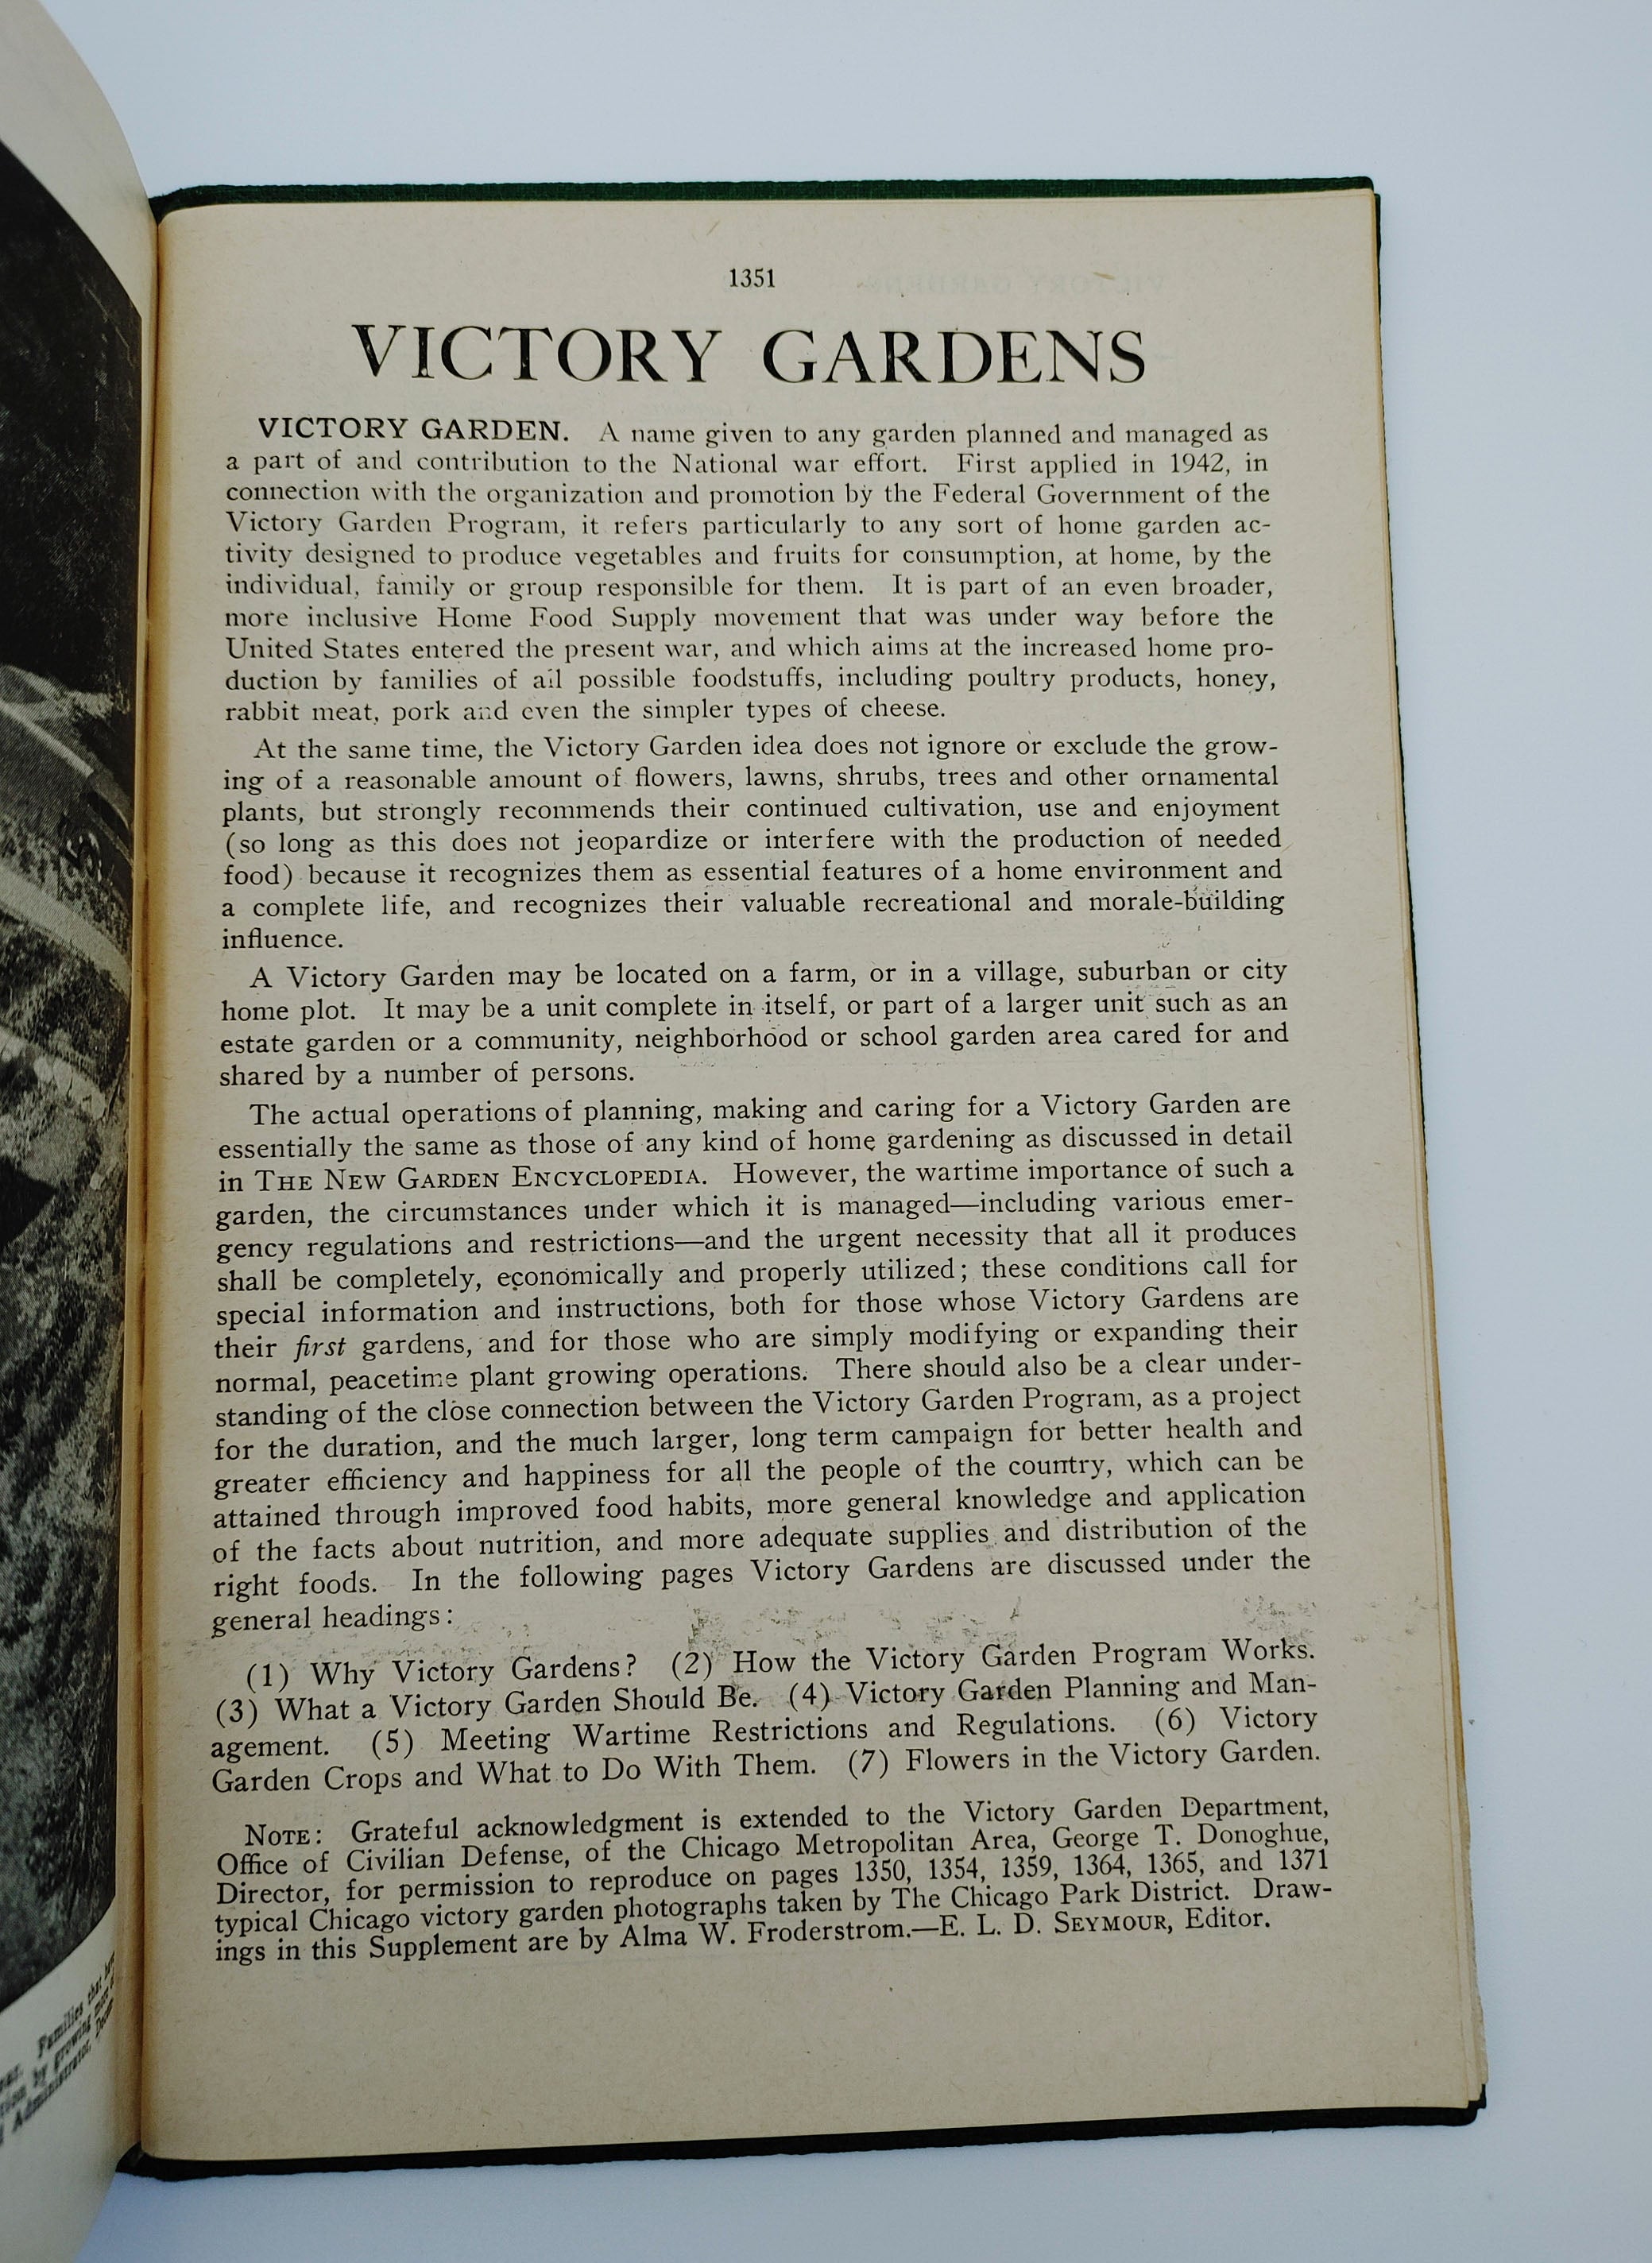 1351
VICTORY GARDENS
VICTORY GARDEN. A name given to any garden planned and managed as
a part of and contribution to the National war effort. First applied in 1942, in
connection with the organization and promotion by the Federal Government of the
Victory Garden Program, it refers particularly to any sort of home garden ac-
tivity designed to produce vegetables and fruits for consumption, at home, by the
individual, family or group responsible for them. It is part of an even broader,
more inclusive Home Food Supply movement that was under way before the
United States entered the present war, and which aims at the increased home pro-
duction by families of all possible foodstuffs, including poultry products, honey,
rabbit meat, pork and even the simpler types of cheese.
At the same time, the Victory Garden idea does not ignore or exclude the grow-
ing of a reasonable amount of flowers, lawns, shrubs, trees and other ornamental
plants, but strongly recommends their continued cultivation, use and enjoyment
(so long as this does not jeopardize or interfere with the production of needed
food) because it recognizes them as essential features of a home environment and
a complete life, and recognizes their valuable recreational and morale-building
influence.
A Victory Garden may be located on a farm, or in a village, suburban or city
home plot. It may be a unit complete in itself, or part of a larger unit such as an
estate garden or a community, neighborhood or school garden area cared for and
shared by a number of persons.
The actual operations of planning, making and caring for a Victory Garden are
essentially the same as those of any kind of home gardening as discussed in detail
in THE NEW GARDEN ENCYCLOPEDIA. However, the wartime importance of such a
garden, the circumstances under which it is managed—including various emer-
gency regulations and restrictions—and the urgent necessity that all it produces
shall be completely, economically and properly utilized; these conditions call for
special information and instructions, both for those whose Victory Gardens are
their first gardens, and for those who are simply modifying or expanding their
normal, peacetime plant growing operations. There should also be a clear under-
standing of the close connection between the Victory Garden Program, as a project
for the duration, and the much larger, long term campaign for better health and
greater efficiency and happiness for all the people of the country, which can be
attained through improved food habits, more general knowledge and application
of the facts about nutrition, and more adequate supplies and distribution of the
right foods. In the following pages Victory Gardens are discussed under the
general headings:
(1) Why Victory Gardens? (2) How the Victory Garden Program Works.
(3) What a Victory Garden Should Be. (4) Victory Garden Planning and Man-
agement. (5) Meeting Wartime Restrictions and Regulations. (6) Victory
Garden Crops and What to Do With Them. (7) Flowers in the Victory Garden.
NOTE: Grateful acknowledgment is extended to the Victory Garden Department,
Office of Civilian Defense, of the Chicago Metropolitan Area, George T. Donoghue,
Director, for permission to reproduce on pages 1350, 1354, 1359, 1364, 1365, and 1371
typical Chicago victory garden photographs taken by The Chicago Park District. Draw-
ings in this Supplement are by Alma W. Froderstrom.—E. L. D. SEYMOUR, Editor.
Families that
by growing
Administrator,